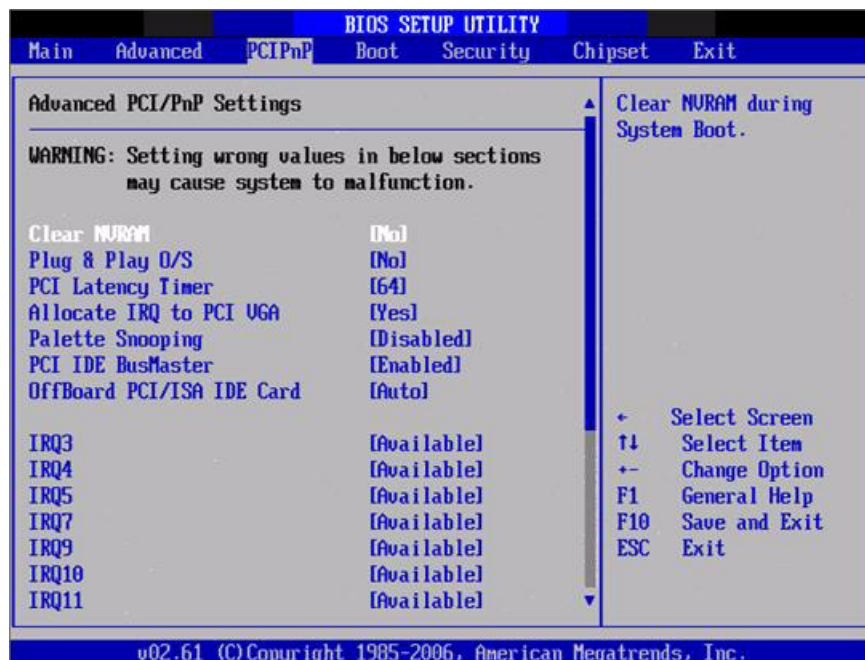 BIOS SETUP UTILITY
Main Advanced PCIPnP Boot Security Chipset Exit
Advanced PCI/PnP Settings
WARNING: Setting wrong values in below sections
may cause system to malfunction.
Clear NVRAM [No]
Plug & Play O/S [No]
PCI Latency Timer [64]
Allocate IRQ to PCI VGA [Yes]
Palette Snooping [Disabled]
PCI IDE BusMaster [Enabled]
OffBoard PCI/ISA IDE Card [Auto]
IRQ3 [Available]
IRQ4 [Available]
IRQ5 [Available]
IRQ7 [Available]
IRQ9 [Available]
IRQ10 [Available]
IRQ11 [Available]
Clear NVRAM during
System Boot.
← Select Screen
↑↓ Select Item
+- Change Option
F1 General Help
F10 Save and Exit
ESC Exit
v02.61 (C)Copyright 1985-2006, American Megatrends, Inc.